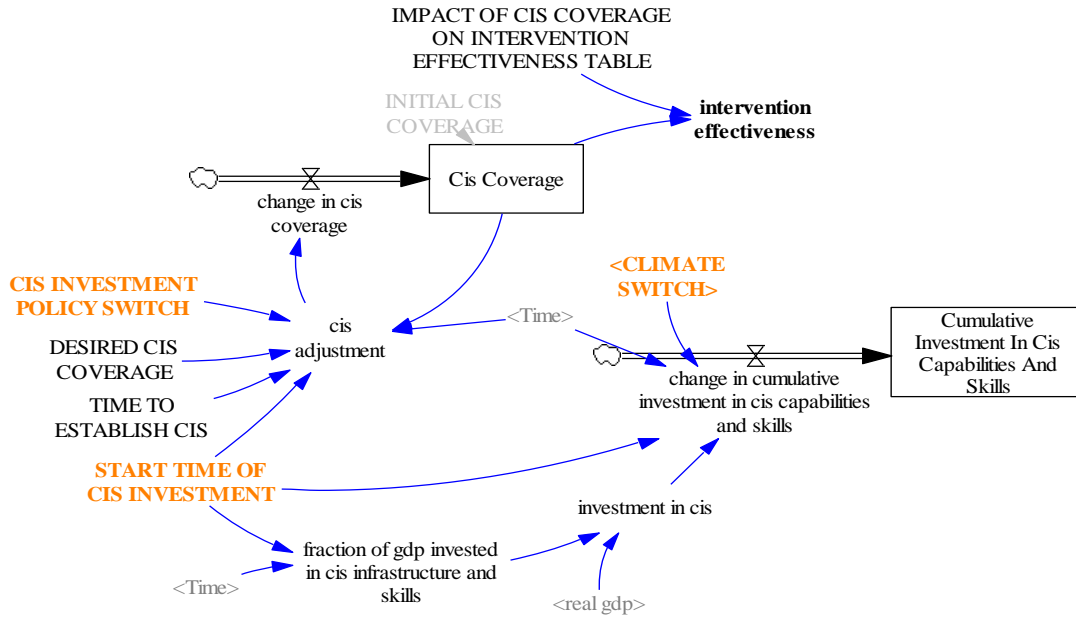 IMPACT OF CIS COVERAGE
ON INTERVENTION
EFFECTIVENESS TABLE
INITIAL CIS
COVERAGE
intervention
effectiveness
Cis Coverage
change in cis
coverage
CIS INVESTMENT
POLICY SWITCH
<CLIMATE
SWITCH>
<Time>
cis
adjustment
DESIRED CIS
COVERAGE
Cumulative
Investment In Cis
Capabilities And
Skills
change in cumulative
investment in cis capabilities
and skills
TIME TO
ESTABLISH CIS
START TIME OF
CIS INVESTMENT
investment in cis
fraction of gdp invested
in cis infrastructure and
skills
<Time>
<real gdp>